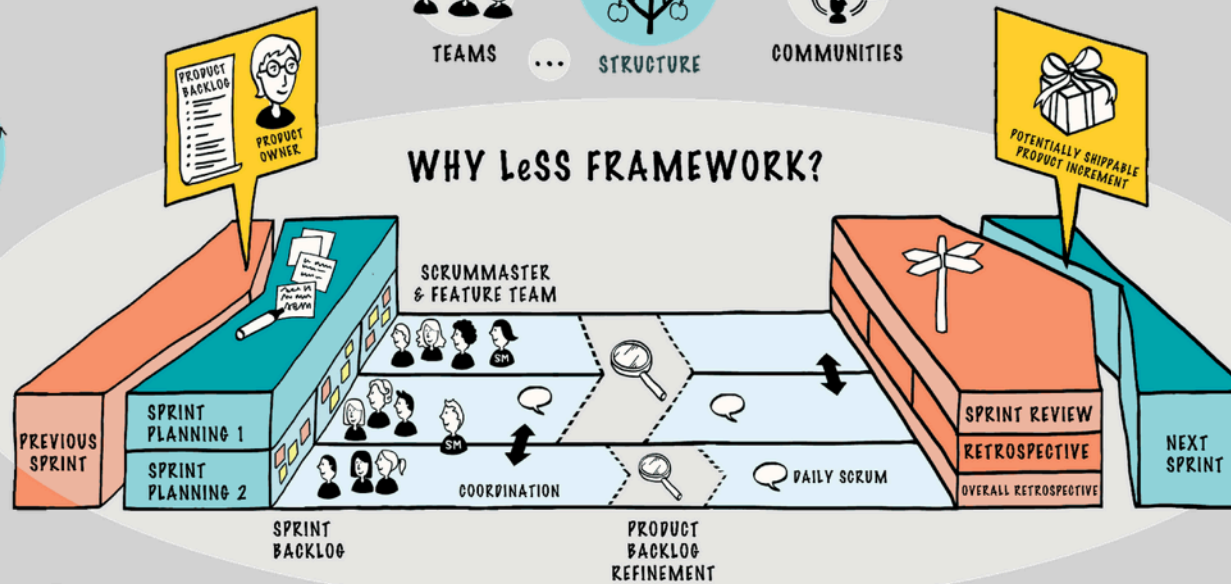 TEAMS
...
STRUCTURE
COMMUNITIES
PRODUCT
BACKLOG
PRODUCT
OWNER
POTENTIALLY SHIPPABLE
PRODUCT INCREMENT
WHY LeSS FRAMEWORK?
SCRUMMASTER
& FEATURE TEAM
SM
SM
PREVIOUS
SPRINT
SPRINT
PLANNING 1
SPRINT
PLANNING 2
COORDINATION
DAILY SCRUM
SPRINT REVIEW
RETROSPECTIVE
OVERALL RETROSPECTIVE
NEXT
SPRINT
SPRINT
BACKLOG
PRODUCT
BACKLOG
REFINEMENT